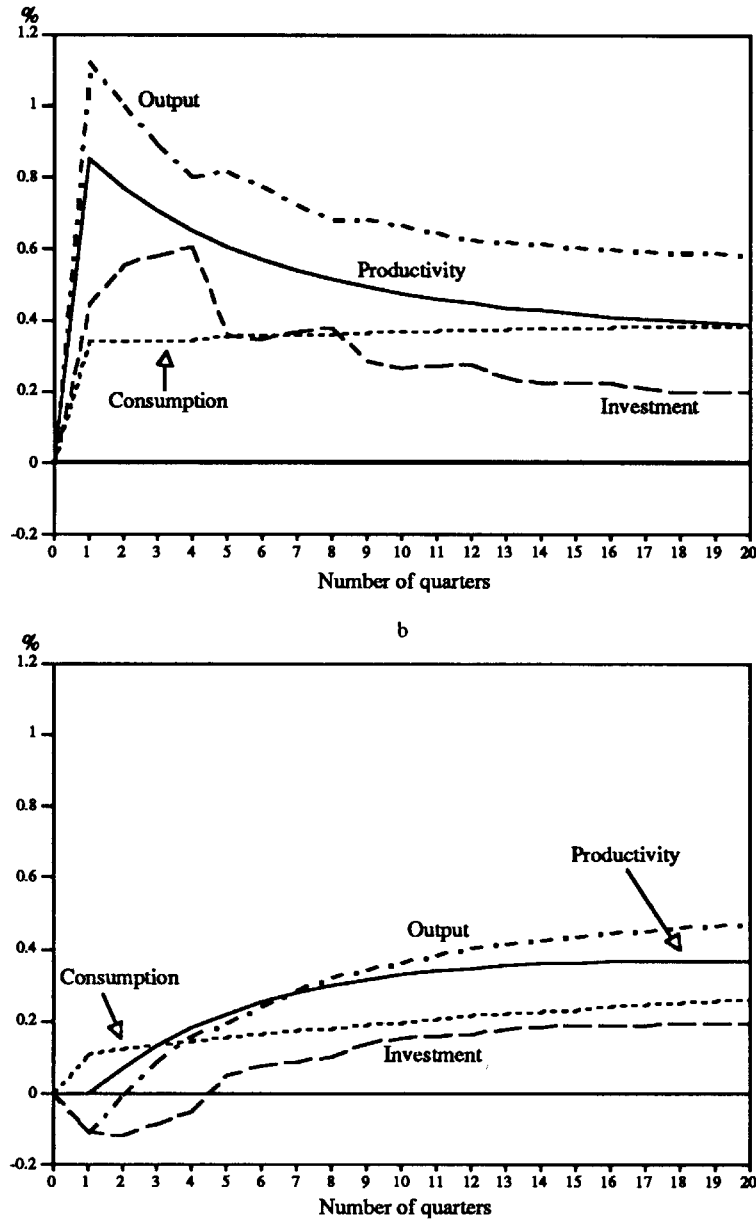 %
1.2
1
0.8
0.6
0.4
0.2
0
-0.2
Output
Productivity
Consumption
Investment
0 1 2 3 4 5 6 7 8 9 10 11 12 13 14 15 16 17 18 19 20
Number of quarters
b
%
1.2
1
0.8
0.6
0.4
0.2
0
-0.2
Productivity
Output
Consumption
Investment
0 1 2 3 4 5 6 7 8 9 10 11 12 13 14 15 16 17 18 19 20
Number of quarters